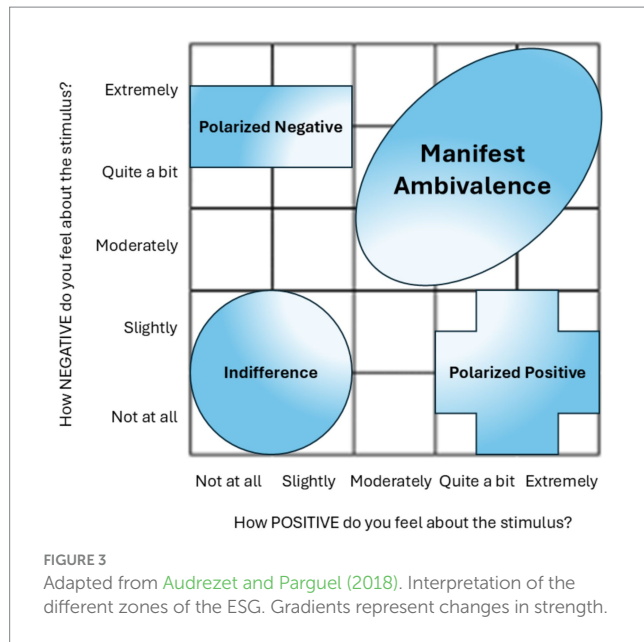 How NEGATIVE do you feel about the stimulus?
Extremely
Quite a bit
Moderately
Slightly
Not at all
Polarized Negative
Manifest
Ambivalence
Indifference
Polarized Positive
Not at all Slightly Moderately Quite a bit Extremely
How POSITIVE do you feel about the stimulus?
FIGURE 3
Adapted from Audrezet and Parguel (2018). Interpretation of the
different zones of the ESG. Gradients represent changes in strength.